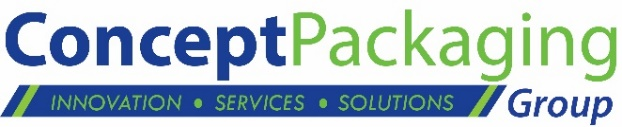 ConceptPackaging
INNOVATION • SERVICES • SOLUTIONS Group